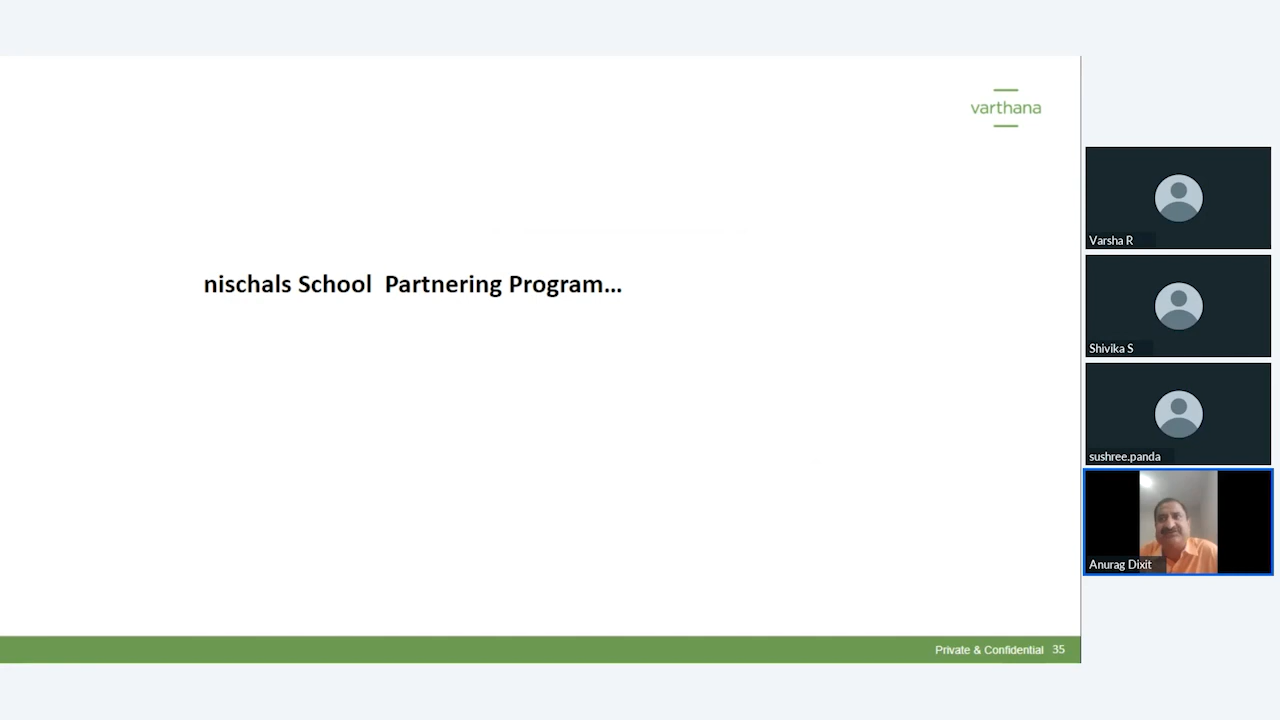 varthana
nischals School Partnering Program...
Private & Confidential 35
Varsha R
Shivika S
sushree.panda
Anurag Dixit